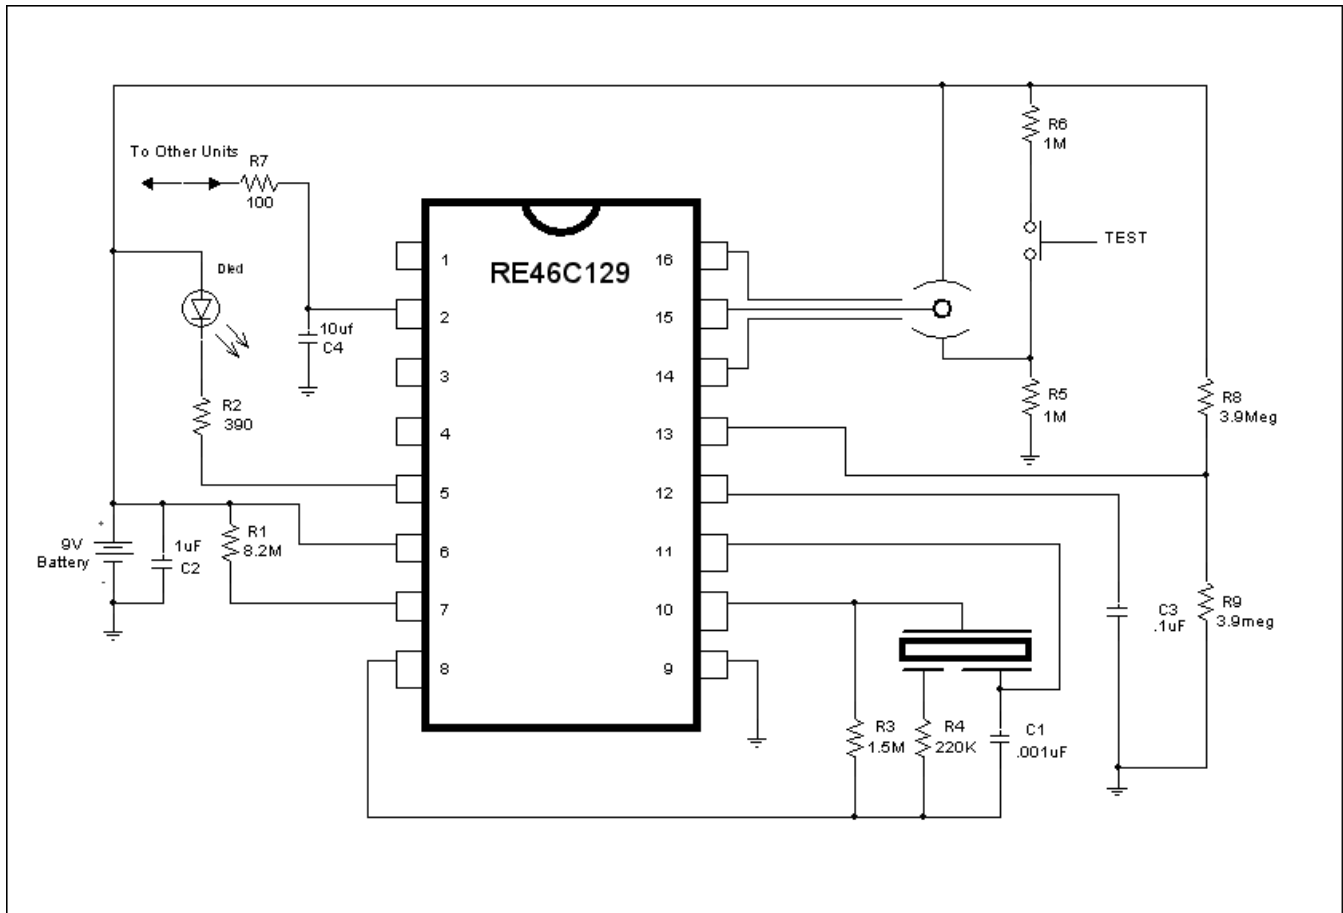 To Other Units
R7
100
R6
1M
TEST
Dled
RE46C129
10uf
C4
R2
390
R5
1M
R8
3.9Meg
1
2
3
4
5
6
7
8
16
15
14
13
12
11
10
9
+
9V
Battery
-
1uF
C2
R1
8.2M
C3
.1uF
R9
3.9meg
R3
1.5M
R4
220K
C1
.001uF